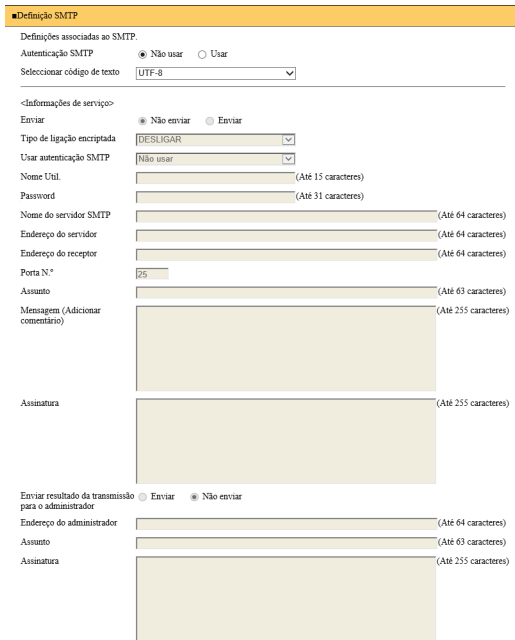 ■Definição SMTP
Definições associadas ao SMTP.
Autenticação SMTP Não usar Usar
Seleccionar código de texto UTF-8
<Informações de serviço>
Enviar Não enviar Enviar
Tipo de ligação encriptada DESLIGAR
Usar autenticação SMTP Não usar
Nome Util. (Até 15 caracteres)
Password (Até 31 caracteres)
Nome do servidor SMTP (Até 64 caracteres)
Endereço do servidor (Até 64 caracteres)
Endereço do receptor (Até 64 caracteres)
Porta N.º 25
Assunto (Até 63 caracteres)
Mensagem (Adicionar (Até 255 caracteres)
comentário)
Assinatura (Até 255 caracteres)
Enviar resultado da transmissão Enviar Não enviar
para o administrador
Endereço do administrador (Até 64 caracteres)
Assunto (Até 63 caracteres)
Assinatura (Até 255 caracteres)